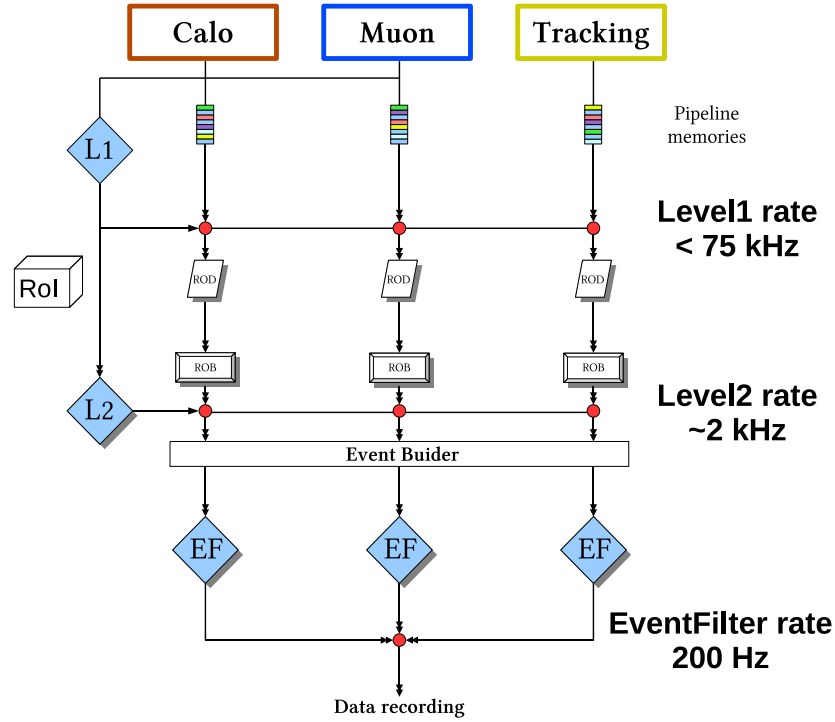 Calo
Muon
Tracking
Pipeline
memories
L1
Level1 rate
< 75 kHz
RoI
ROD
ROD
ROD
ROB
ROB
ROB
L2
Level2 rate
~2 kHz
Event Buider
EF
EF
EF
EventFilter rate
200 Hz
Data recording